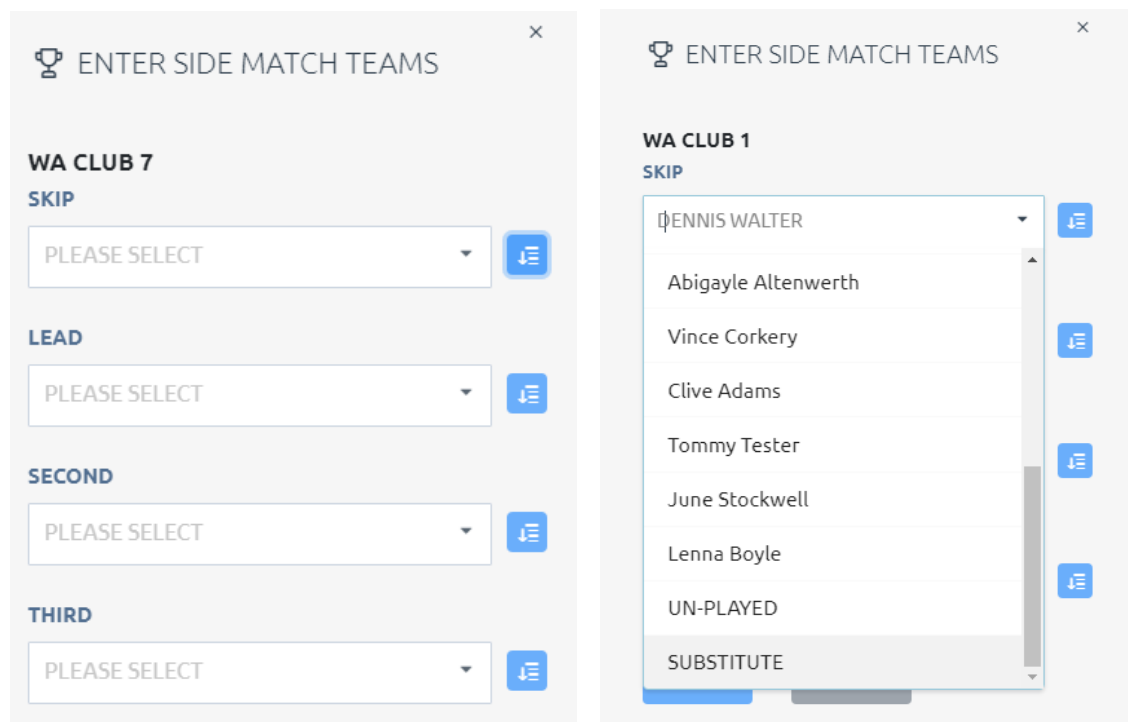 ENTER SIDE MATCH TEAMS
WA CLUB 7
SKIP
PLEASE SELECT
LEAD
PLEASE SELECT
SECOND
PLEASE SELECT
THIRD
PLEASE SELECT
ENTER SIDE MATCH TEAMS
WA CLUB 1
SKIP
DENNIS WALTER
Abigayle Altenwerth
Vince Corkery
Clive Adams
Tommy Tester
June Stockwell
Lenna Boyle
UN-PLAYED
SUBSTITUTE